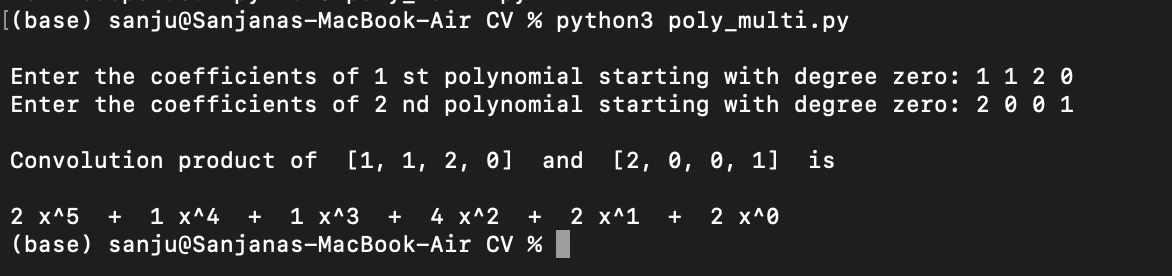 [(base) sanju@Sanjanas-MacBook-Air CV % python3 poly_multi.py
Enter the coefficients of 1 st polynomial starting with degree zero: 1 1 2 0
Enter the coefficients of 2 nd polynomial starting with degree zero: 2 0 0 1
Convolution product of  [1, 1, 2, 0]  and  [2, 0, 0, 1]  is
2 x^5  +  1 x^4  +  1 x^3  +  4 x^2  +  2 x^1  +  2 x^0
(base) sanju@Sanjanas-MacBook-Air CV %